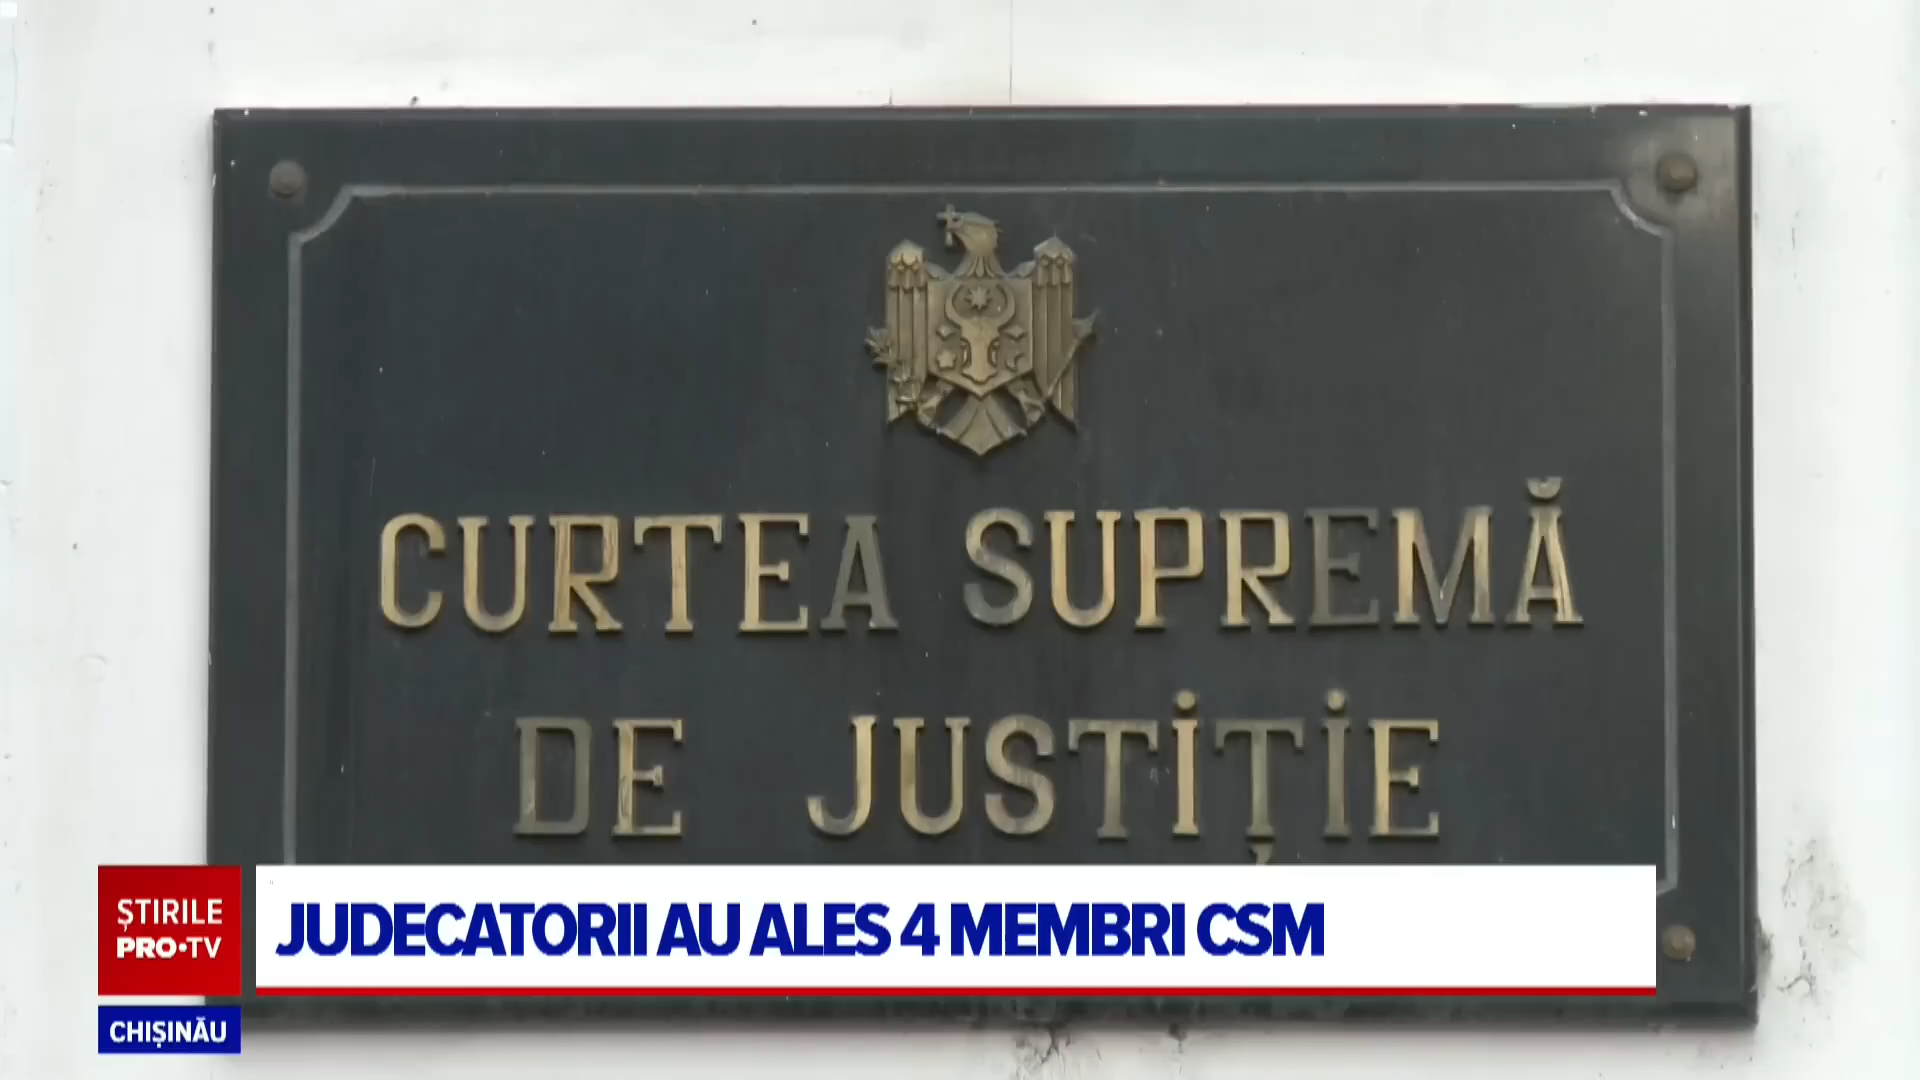 CURTEA SUPREMĂ
DE JUSTIȚIE
ȘTIRILE
PRO•TV
JUDECATORII AU ALES 4 MEMBRI CSM
CHIȘINĂU